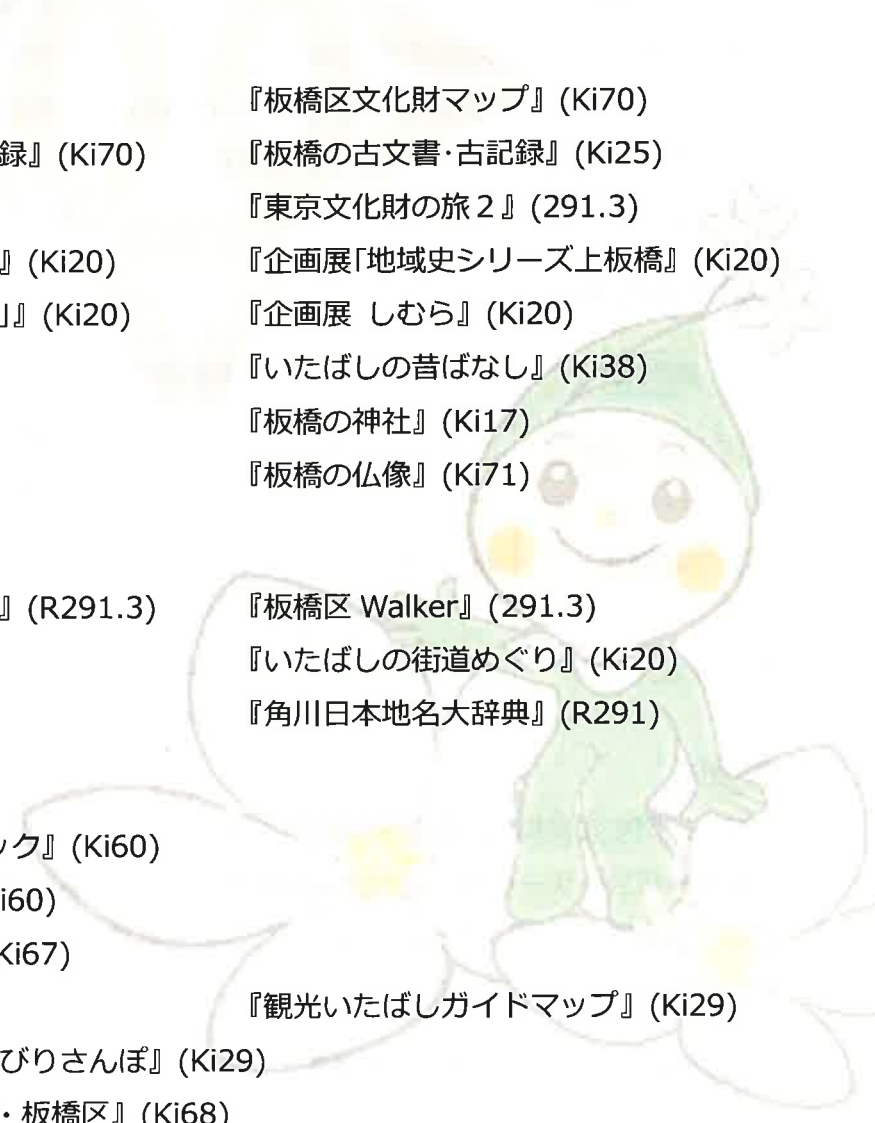 『板橋区文化財マップ』(Ki70)
録』(Ki70) 『板橋の古文書・古記録』(Ki25)
『東京文化財の旅2』(291.3)
』(Ki20) 『企画展「地域史シリーズ上板橋』(Ki20)
』(Ki20) 『企画展 しむら』(Ki20)
『いたばしの昔ばなし』(Ki38)
『板橋の神社』(Ki17)
『板橋の仏像』(Ki71)
』(R291.3) 『板橋区 Walker』(291.3)
『いたばしの街道めぐり』(Ki20)
『角川日本地名大辞典』(R291)
ック』(Ki60)
i60)
Ki67)
『観光いたばしガイドマップ』(Ki29)
びりさんぽ』(Ki29)
・板橋区』(Ki68)